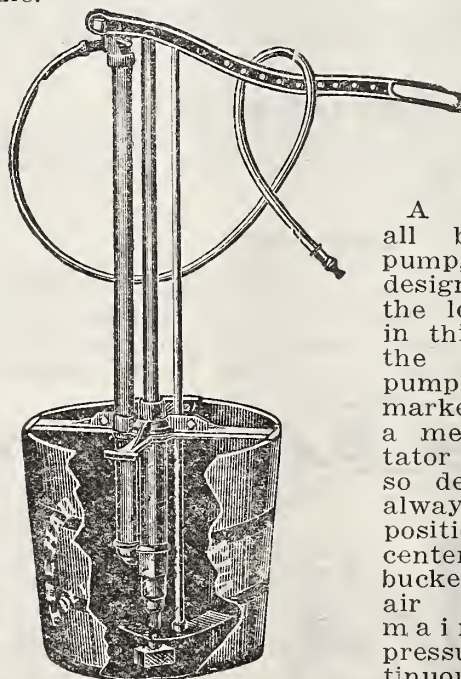 A
all b
pump,
design
the lo
in thi
the
pump
marke
a me
tator
so de
alway
positi
center
bucke
air
m a i n
pressu
tinuou